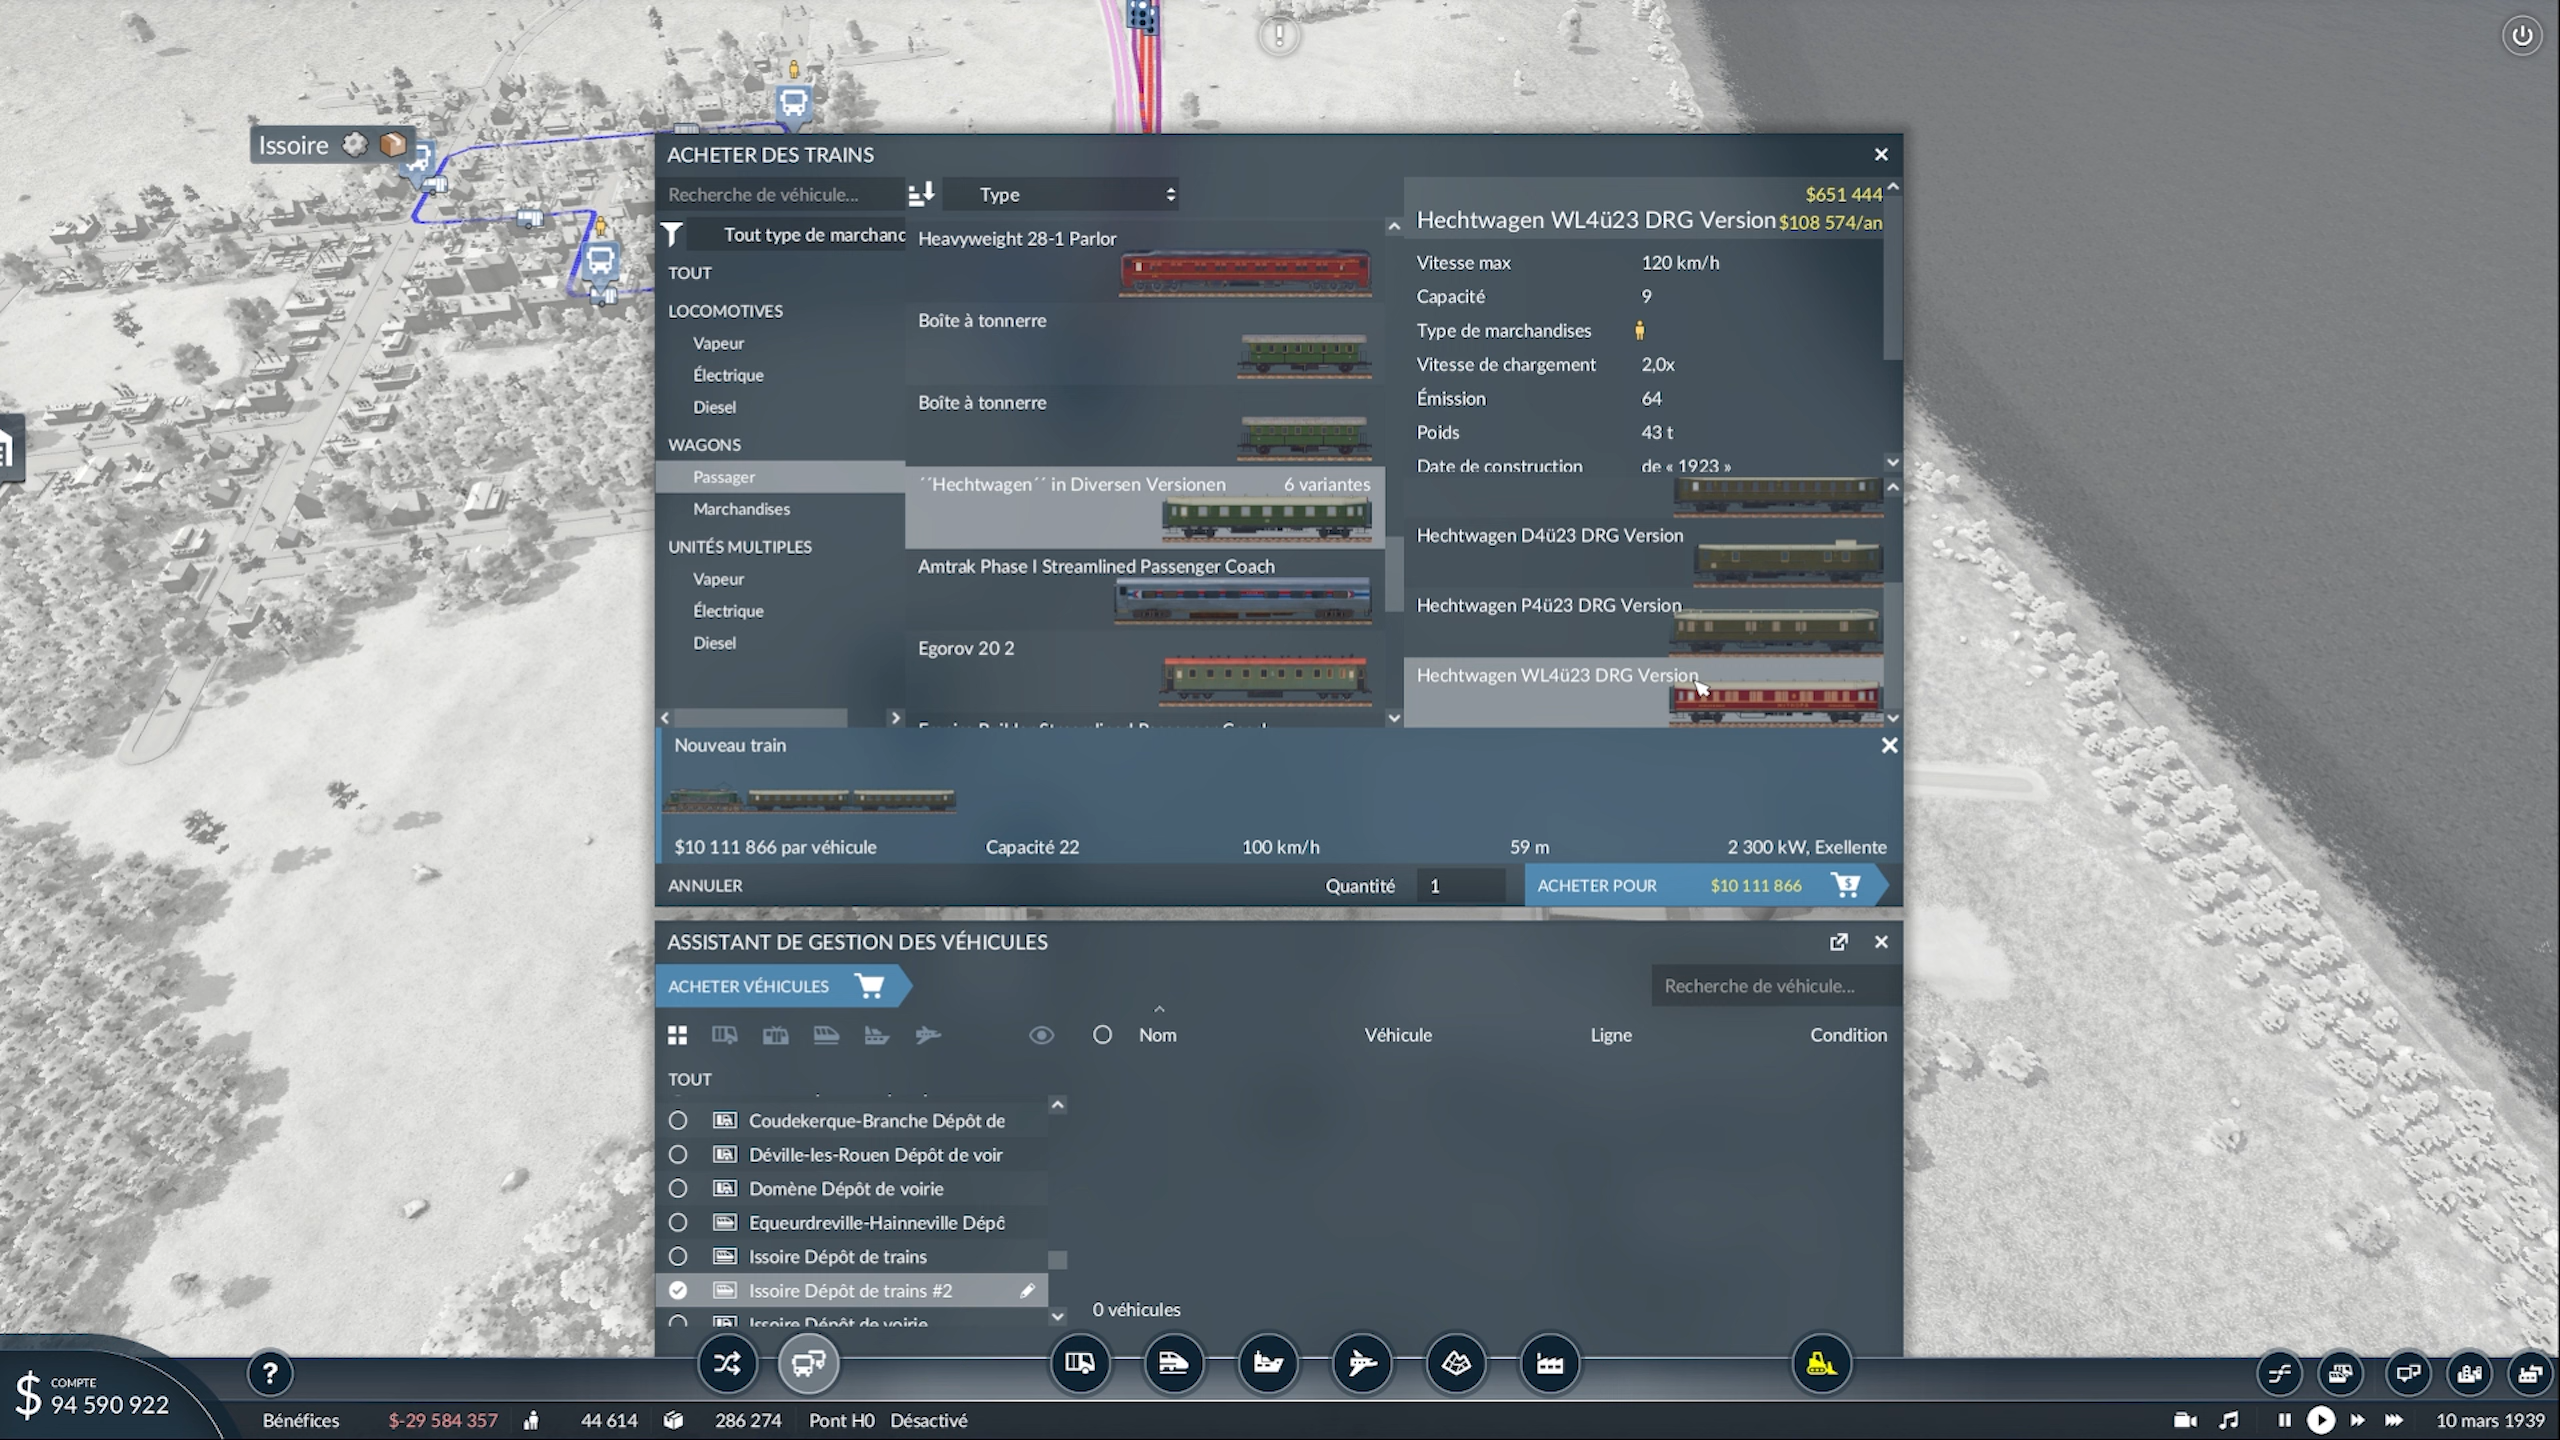 Issoire
ACHETER DES TRAINS
Recherche de véhicule...
Type
Tout type de marchanc
TOUT
LOCOMOTIVES
Vapeur
Électrique
Diesel
WAGONS
Passager
Marchandises
UNITÉS MULTIPLES
Vapeur
Électrique
Diesel
Heavyweight 28-1 Parlor
Boîte à tonnerre
Boîte à tonnerre
´´Hechtwagen´´ in Diversen Versionen 6 variantes
Amtrak Phase I Streamlined Passenger Coach
Egorov 20 2
$651 444
Hechtwagen WL4ü23 DRG Version $108 574/an
Vitesse max 120 km/h
Capacité 9
Type de marchandises
Vitesse de chargement 2,0x
Émission 64
Poids 43 t
Date de construction de « 1923 »
Hechtwagen D4ü23 DRG Version
Hechtwagen P4ü23 DRG Version
Hechtwagen WL4ü23 DRG Version
Nouveau train
$10 111 866 par véhicule Capacité 22 100 km/h 59 m 2 300 kW, Exellente
ANNULER Quantité 1 ACHETER POUR $10 111 866
ASSISTANT DE GESTION DES VÉHICULES
ACHETER VÉHICULES Recherche de véhicule...
Nom Véhicule Ligne Condition
TOUT
Coudekerque-Branche Dépôt de
Déville-les-Rouen Dépôt de voir
Domène Dépôt de voirie
Equeurdreville-Hainneville Dépô
Issoire Dépôt de trains
Issoire Dépôt de trains #2
Issoire Dépôt de voirie
0 véhicules
?
$ COMPTE
94 590 922
Bénéfices $-29 584 357 44 614 286 274 Pont H0 Désactivé 10 mars 1939